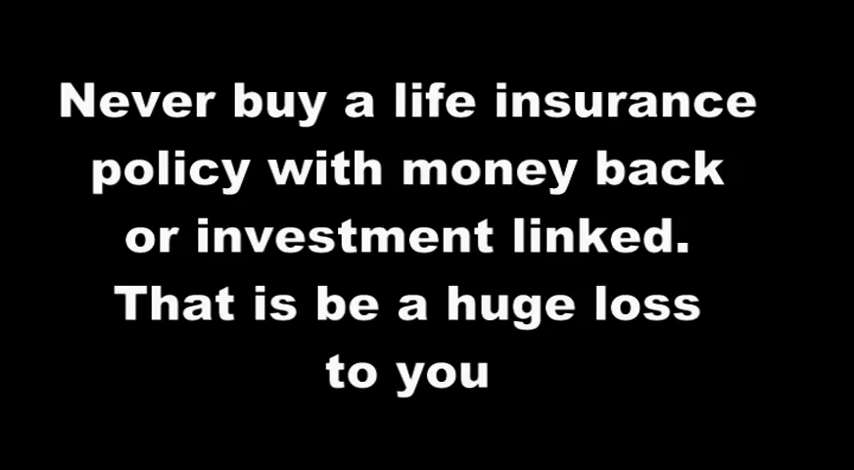 Never buy a life insurance
policy with money back
or investment linked.
That is be a huge loss
to you